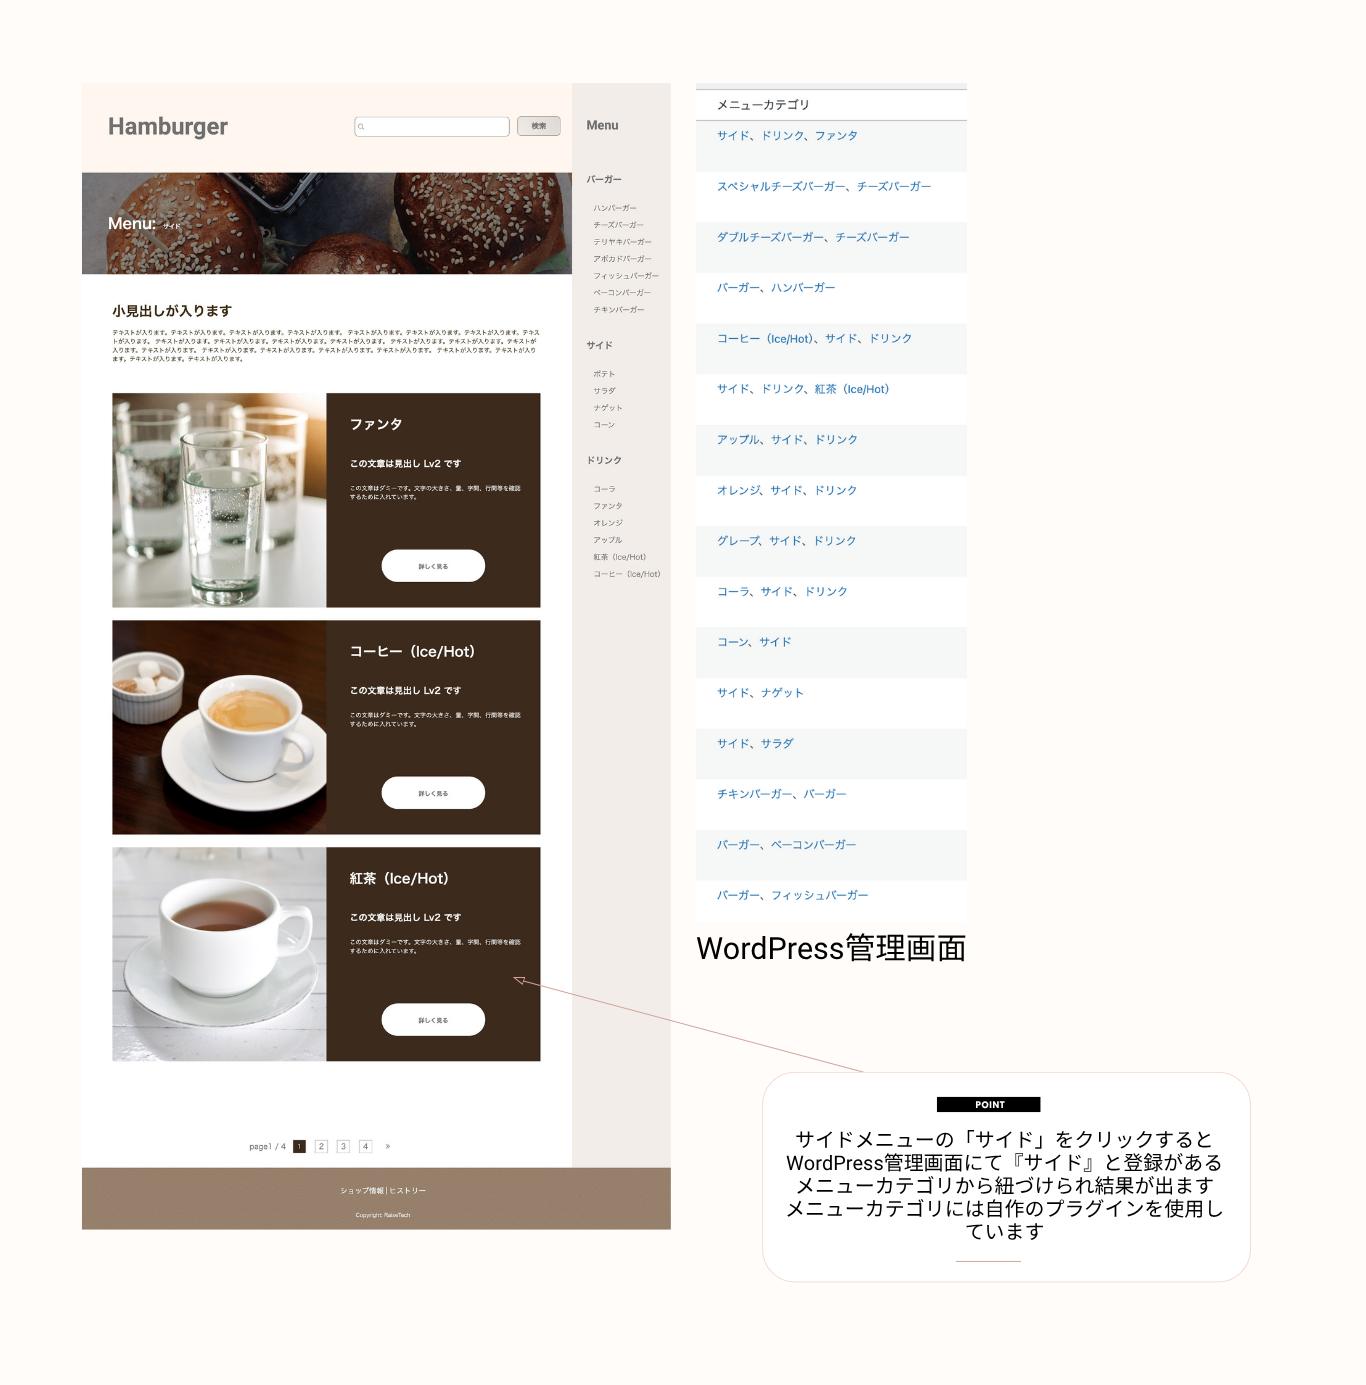 Hamburger
検索
Menu: サイド
小見出しが入ります
テキストが入ります。テキストが入ります。テキストが入ります。テキストが入ります。 テキストが入ります。テキストが入ります。テキストが入ります。テキス
トが入ります。 テキストが入ります。テキストが入ります。テキストが入ります。テキストが入ります。 テキストが入ります。テキストが入ります。テキストが
入ります。テキストが入ります。 テキストが入ります。テキストが入ります。テキストが入ります。テキストが入ります。 テキストが入ります。テキストが入り
ます。テキストが入ります。テキストが入ります。
ファンタ
この文章は見出し Lv2 です
この文章はダミーです。文字の大きさ、量、字間、行間等を確認
するために入れています。
詳しく見る
コーヒー（Ice/Hot）
この文章は見出し Lv2 です
この文章はダミーです。文字の大きさ、量、字間、行間等を確認
するために入れています。
詳しく見る
紅茶（Ice/Hot）
この文章は見出し Lv2 です
この文章はダミーです。文字の大きさ、量、字間、行間等を確認
するために入れています。
詳しく見る
page1 / 4 1 2 3 4 »
ショップ情報 | ヒストリー
Copyright: RaiseTech
Menu
バーガー
ハンバーガー
チーズバーガー
テリヤキバーガー
アボカドバーガー
フィッシュバーガー
ベーコンバーガー
チキンバーガー
サイド
ポテト
サラダ
ナゲット
コーン
ドリンク
コーラ
ファンタ
オレンジ
アップル
紅茶（Ice/Hot）
コーヒー（Ice/Hot）
メニューカテゴリ
サイド、ドリンク、ファンタ
スペシャルチーズバーガー、チーズバーガー
ダブルチーズバーガー、チーズバーガー
バーガー、ハンバーガー
コーヒー（Ice/Hot）、サイド、ドリンク
サイド、ドリンク、紅茶（Ice/Hot）
アップル、サイド、ドリンク
オレンジ、サイド、ドリンク
グレープ、サイド、ドリンク
コーラ、サイド、ドリンク
コーン、サイド
サイド、ナゲット
サイド、サラダ
チキンバーガー、バーガー
バーガー、ベーコンバーガー
バーガー、フィッシュバーガー
WordPress管理画面
POINT
サイドメニューの「サイド」をクリックすると
WordPress管理画面にて『サイド』と登録がある
メニューカテゴリから紐づけられ結果が出ます
メニューカテゴリには自作のプラグインを使用し
ています